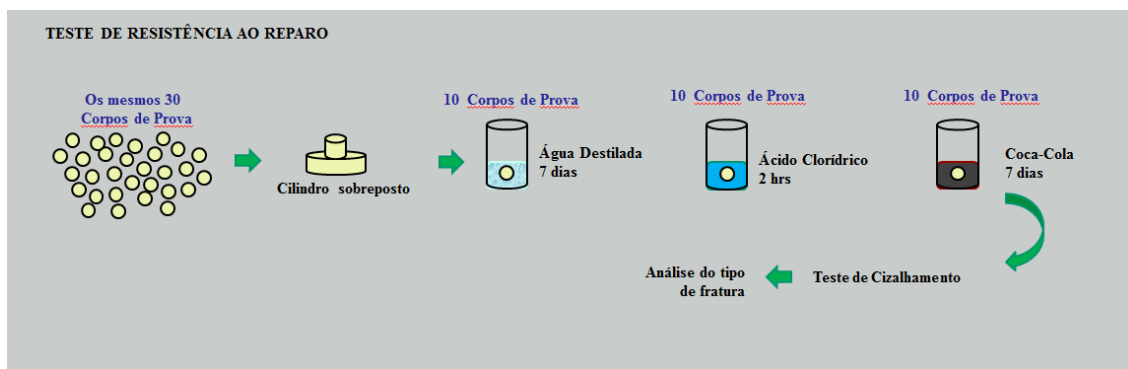 TESTE DE RESISTÊNCIA AO REPARO
Os mesmos 30
Corpos de Prova
Cilindro sobreposto
10 Corpos de Prova
Água Destilada
7 dias
10 Corpos de Prova
Ácido Clorídrico
2 hrs
10 Corpos de Prova
Coca-Cola
7 dias
Teste de Cizalhamento
Análise do tipo
de fratura